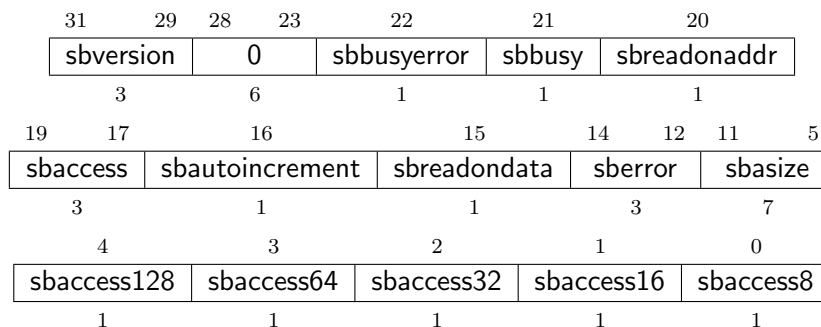 31 29 28 23 22 21 20
sbversion 0 sbbusyerror sbbusy sbreadonaddr
3 6 1 1 1
19 17 16 15 14 12 11 5
sbaccess sbautoincrement sbreadondata sberror sbasize
3 1 1 3 7
4 3 2 1 0
sbaccess128 sbaccess64 sbaccess32 sbaccess16 sbaccess8
1 1 1 1 1